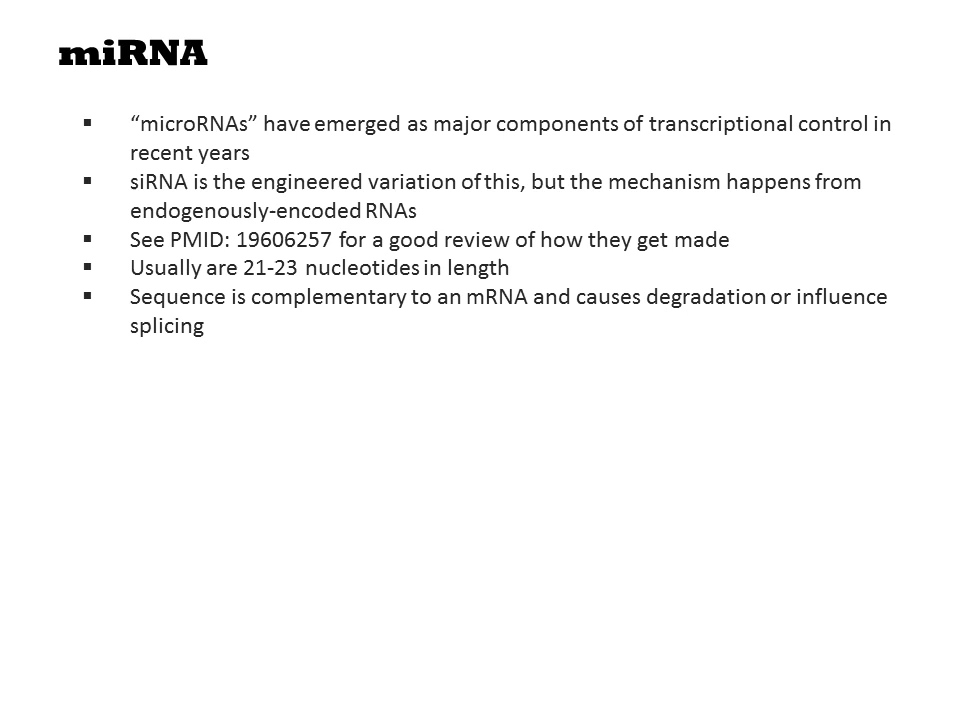 miRNA
▪ “microRNAs” have emerged as major components of transcriptional control in
recent years
▪ siRNA is the engineered variation of this, but the mechanism happens from
endogenously-encoded RNAs
▪ See PMID: 19606257 for a good review of how they get made
▪ Usually are 21-23 nucleotides in length
▪ Sequence is complementary to an mRNA and causes degradation or influence
splicing